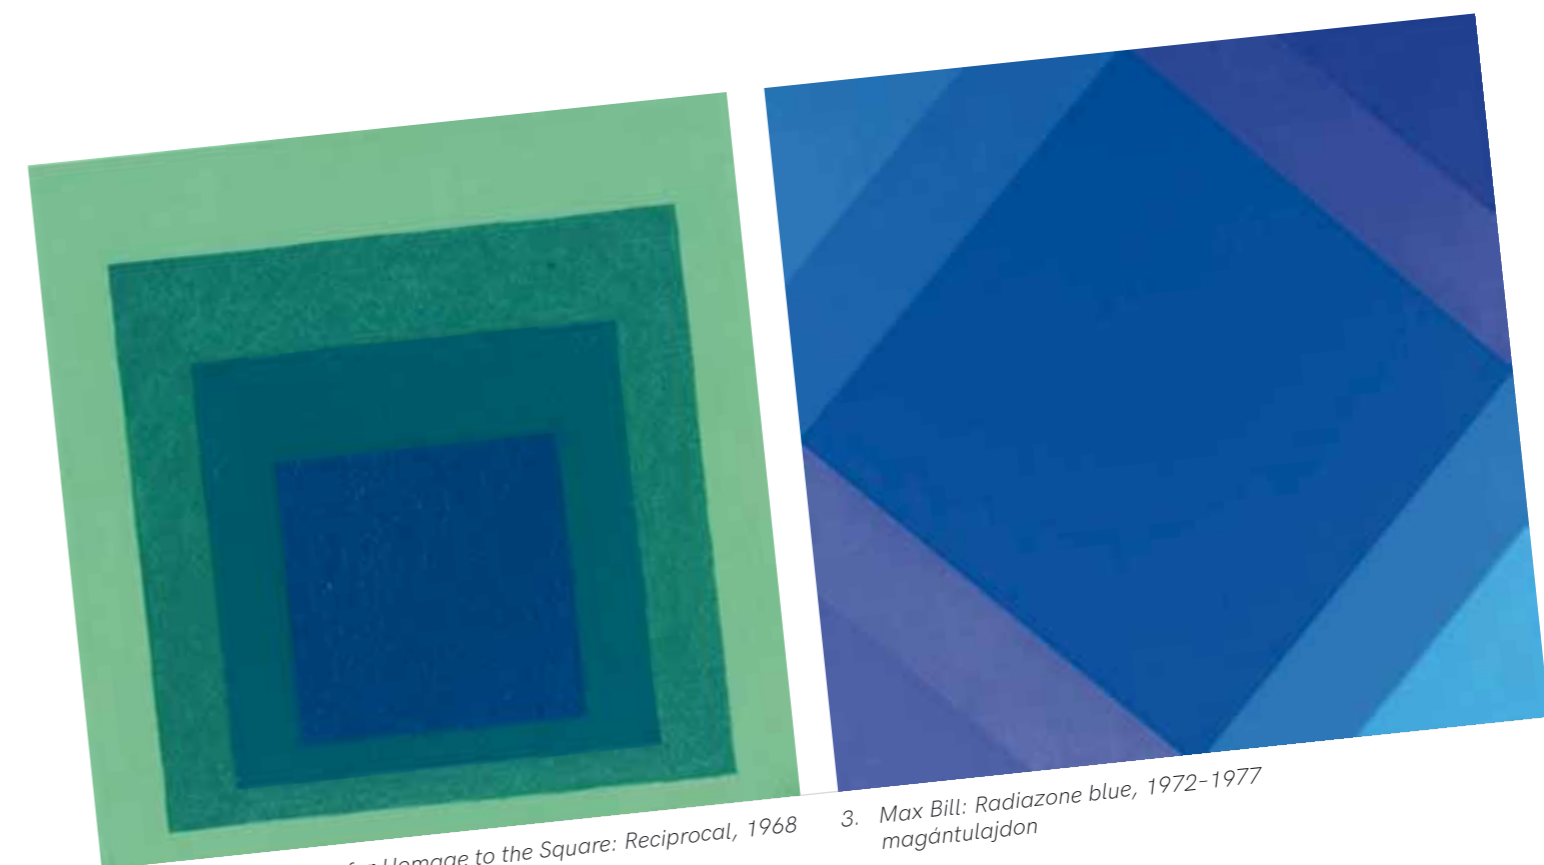 Homage to the Square: Reciprocal, 1968
3. Max Bill: Radiazone blue, 1972–1977
magántulajdon